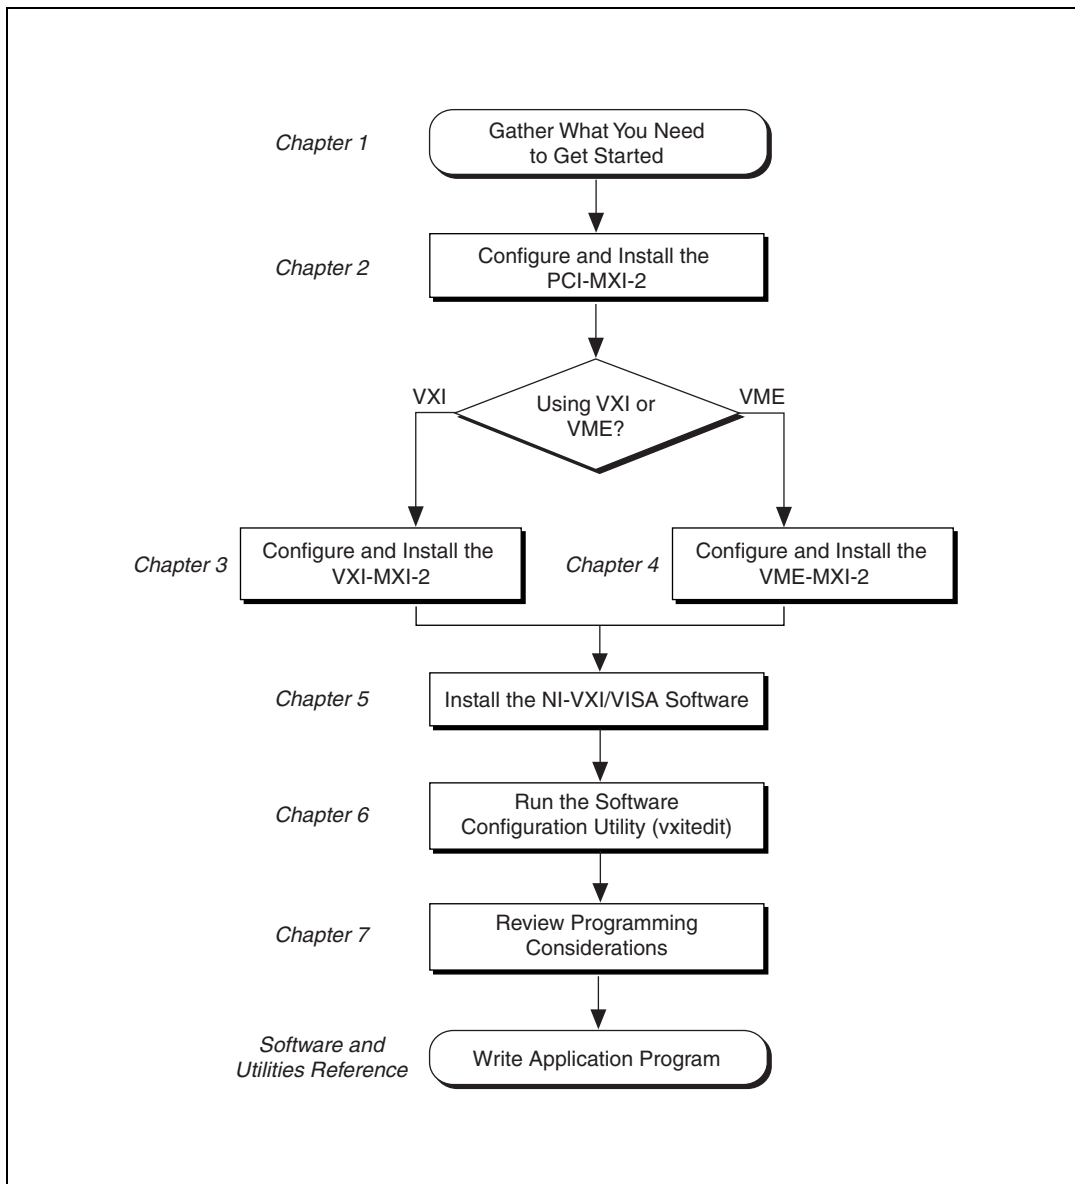 Chapter 1
Gather What You Need
to Get Started
Chapter 2
Configure and Install the
PCI-MXI-2
VXI
Using VXI or
VME?
VME
Chapter 3
Configure and Install the
VXI-MXI-2
Chapter 4
Configure and Install the
VME-MXI-2
Chapter 5
Install the NI-VXI/VISA Software
Chapter 6
Run the Software
Configuration Utility (vxitedit)
Chapter 7
Review Programming
Considerations
Software and
Utilities Reference
Write Application Program